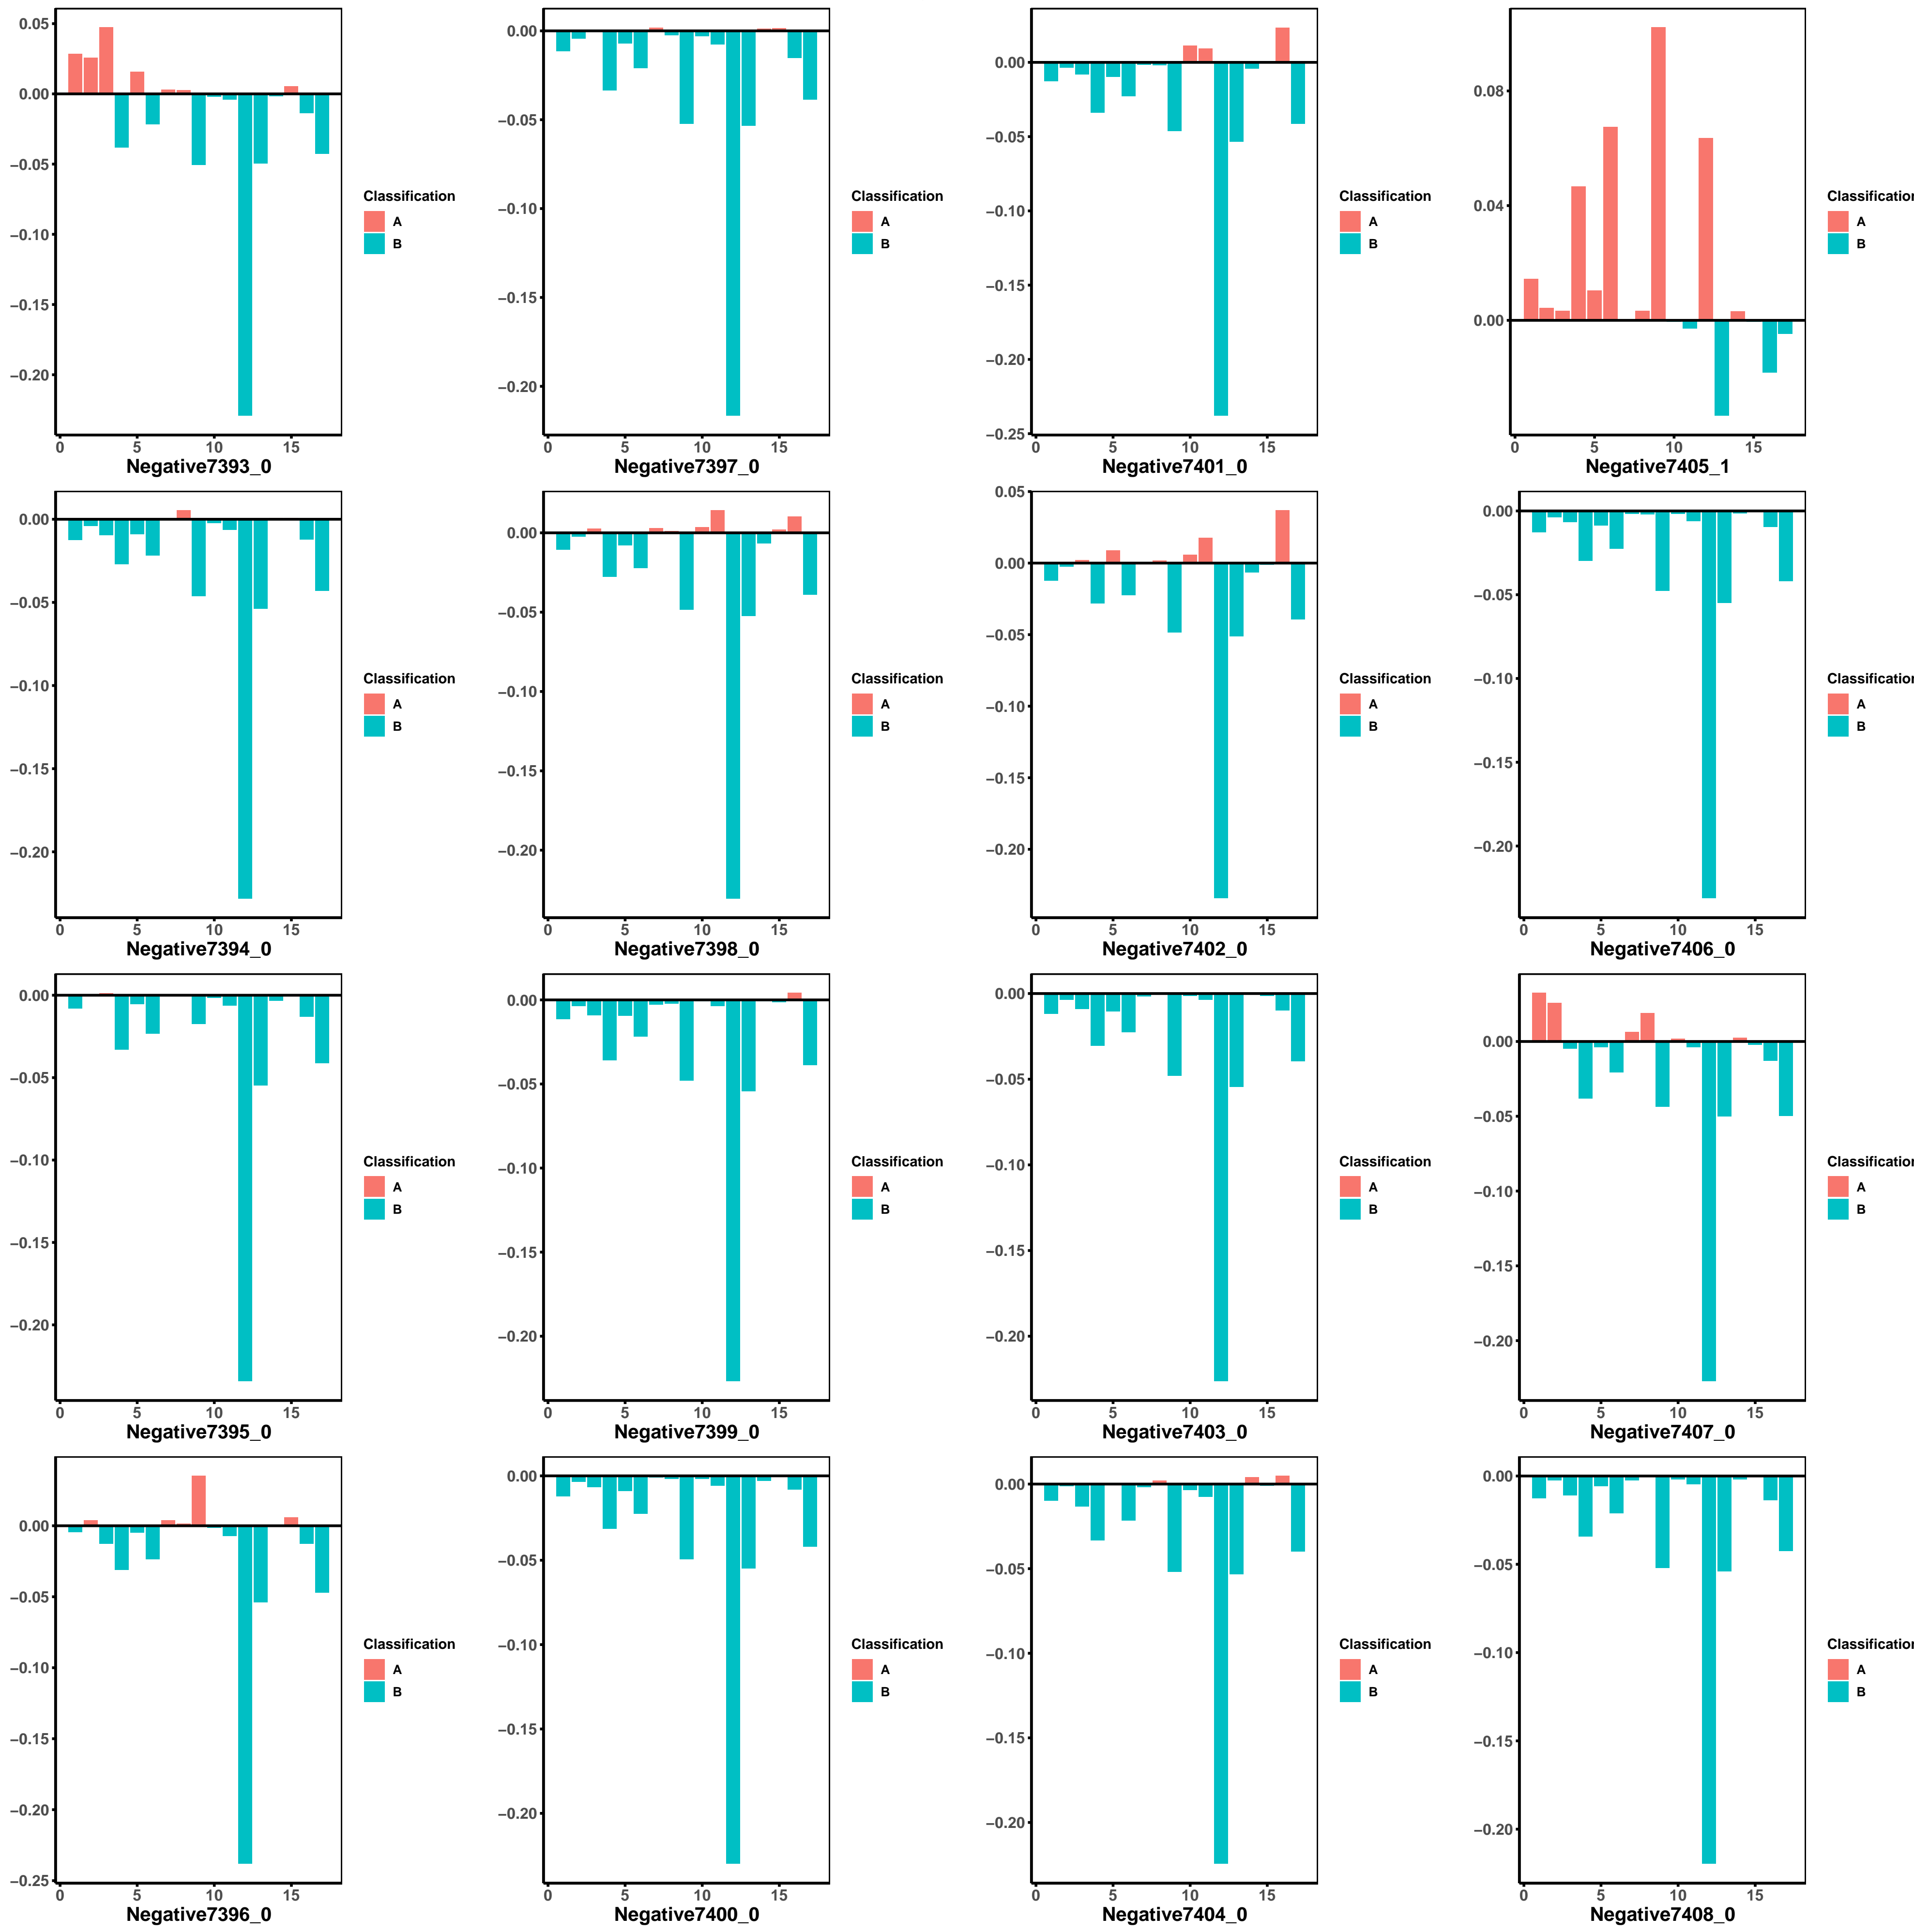 0.05
0.00
−0.05
−0.10
−0.15
−0.20
0 5 10 15
Negative7393_0
Classification
A
B
0.00
−0.05
−0.10
−0.15
−0.20
0 5 10 15
Negative7397_0
Classification
A
B
0.00
−0.05
−0.10
−0.15
−0.20
−0.25
0 5 10 15
Negative7401_0
Classification
A
B
0.08
0.04
0.00
0 5 10 15
Negative7405_1
Classification
A
B
0.00
−0.05
−0.10
−0.15
−0.20
0 5 10 15
Negative7394_0
Classification
A
B
0.00
−0.05
−0.10
−0.15
−0.20
0 5 10 15
Negative7398_0
Classification
A
B
0.05
0.00
−0.05
−0.10
−0.15
−0.20
0 5 10 15
Negative7402_0
Classification
A
B
0.00
−0.05
−0.10
−0.15
−0.20
0 5 10 15
Negative7406_0
Classification
A
B
0.00
−0.05
−0.10
−0.15
−0.20
0 5 10 15
Negative7395_0
Classification
A
B
0.00
−0.05
−0.10
−0.15
−0.20
0 5 10 15
Negative7399_0
Classification
A
B
0.00
−0.05
−0.10
−0.15
−0.20
0 5 10 15
Negative7403_0
Classification
A
B
0.00
−0.05
−0.10
−0.15
−0.20
0 5 10 15
Negative7407_0
Classification
A
B
0.00
−0.05
−0.10
−0.15
−0.20
−0.25
0 5 10 15
Negative7396_0
Classification
A
B
0.00
−0.05
−0.10
−0.15
−0.20
0 5 10 15
Negative7400_0
Classification
A
B
0.00
−0.05
−0.10
−0.15
−0.20
0 5 10 15
Negative7404_0
Classification
A
B
0.00
−0.05
−0.10
−0.15
−0.20
0 5 10 15
Negative7408_0
Classification
A
B